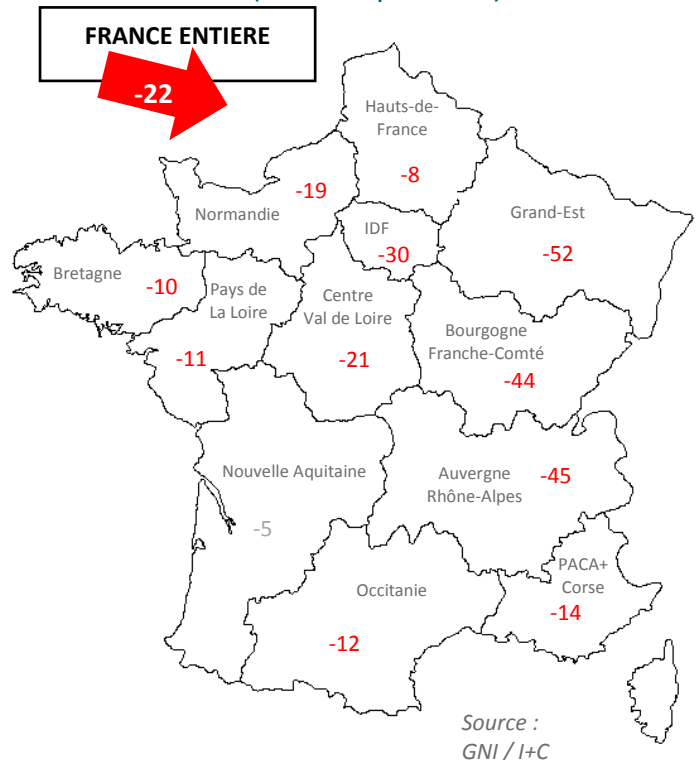 FRANCE ENTIERE
-22
Hauts-de-
France
-8
Normandie
-19
IDF
-30
Grand-Est
-52
Bretagne
-10
Pays de
La Loire
-11
Centre
Val de Loire
-21
Bourgogne
Franche-Comté
-44
Nouvelle Aquitaine
-5
Auvergne
Rhône-Alpes
-45
PACA+
Corse
-14
Occitanie
-12
Source :
GNI / I+C